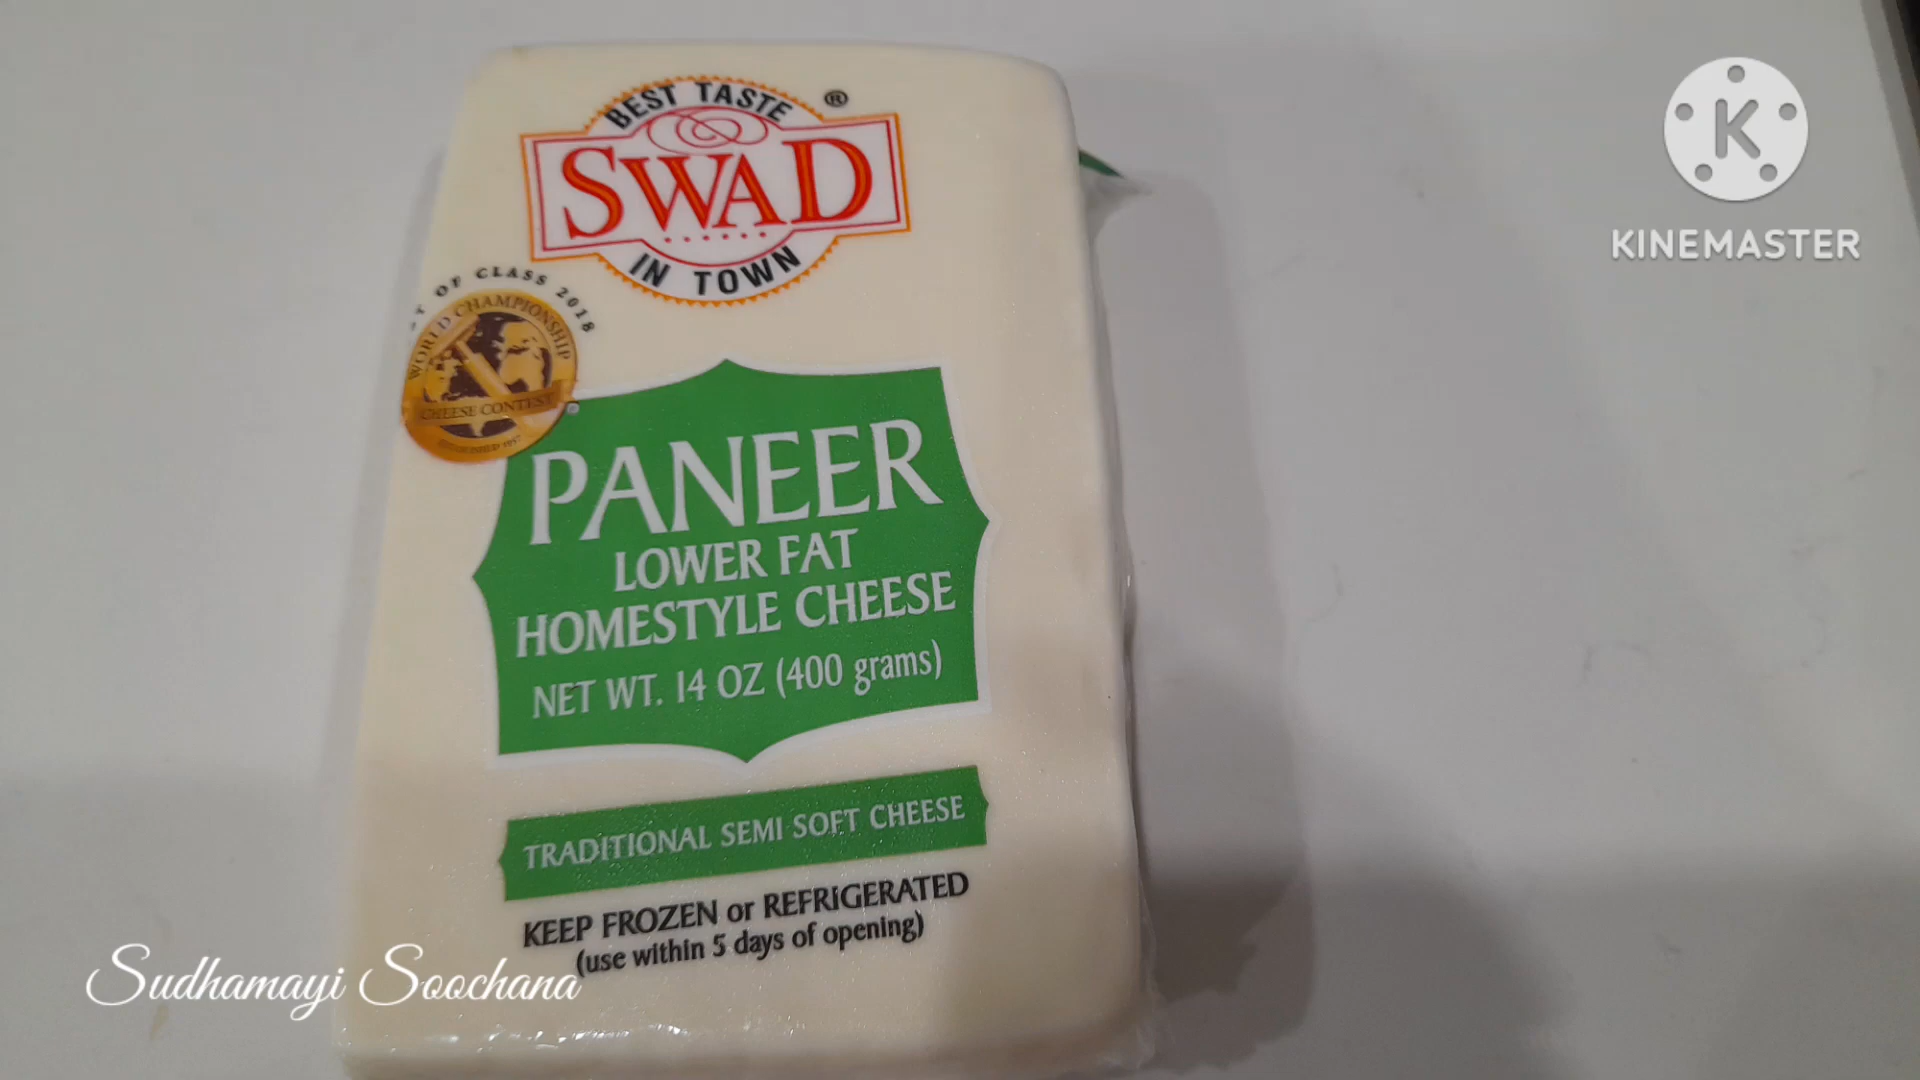 BEST TASTE
®
SWAD
IN TOWN
OF CLASS 2018
WORLD CHAMPIONSHIP
CHEESE CONTEST
PANEER
LOWER FAT
HOMESTYLE CHEESE
NET WT. 14 OZ (400 grams)
TRADITIONAL SEMI SOFT CHEESE
KEEP FROZEN or REFRIGERATED
(use within 5 days of opening)
Sudhamayi Soochana
K
KINEMASTER